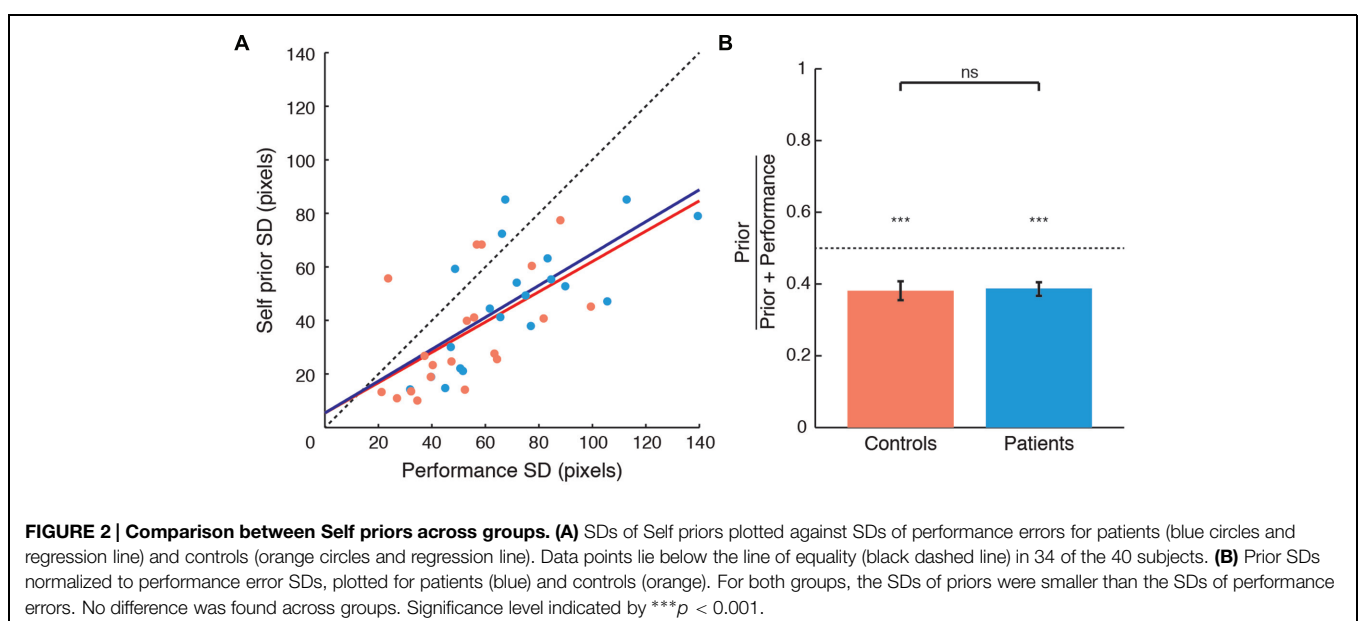 A
B
140
120
100
80
60
40
20
0
20
40
60
80
100
120
140
Self prior SD (pixels)
Performance SD (pixels)
1
0.8
0.6
0.4
0.2
0
Prior
Prior + Performance
ns
***
***
Controls
Patients
FIGURE 2 | Comparison between Self priors across groups. (A) SDs of Self priors plotted against SDs of performance errors for patients (blue circles and
regression line) and controls (orange circles and regression line). Data points lie below the line of equality (black dashed line) in 34 of the 40 subjects. (B) Prior SDs
normalized to performance error SDs, plotted for patients (blue) and controls (orange). For both groups, the SDs of priors were smaller than the SDs of performance
errors. No difference was found across groups. Significance level indicated by ***p < 0.001.